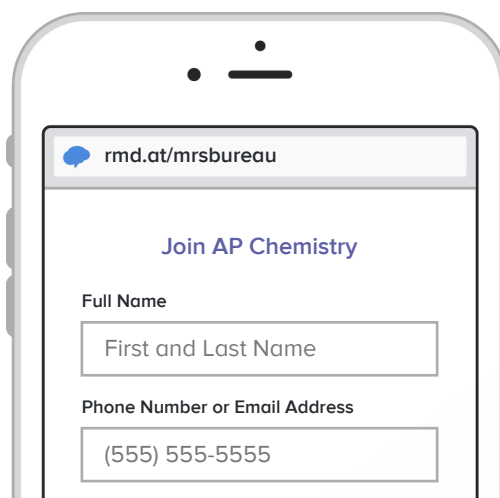 rmd.at/mrsbureau
Join AP Chemistry
Full Name
First and Last Name
Phone Number or Email Address
(555) 555-5555